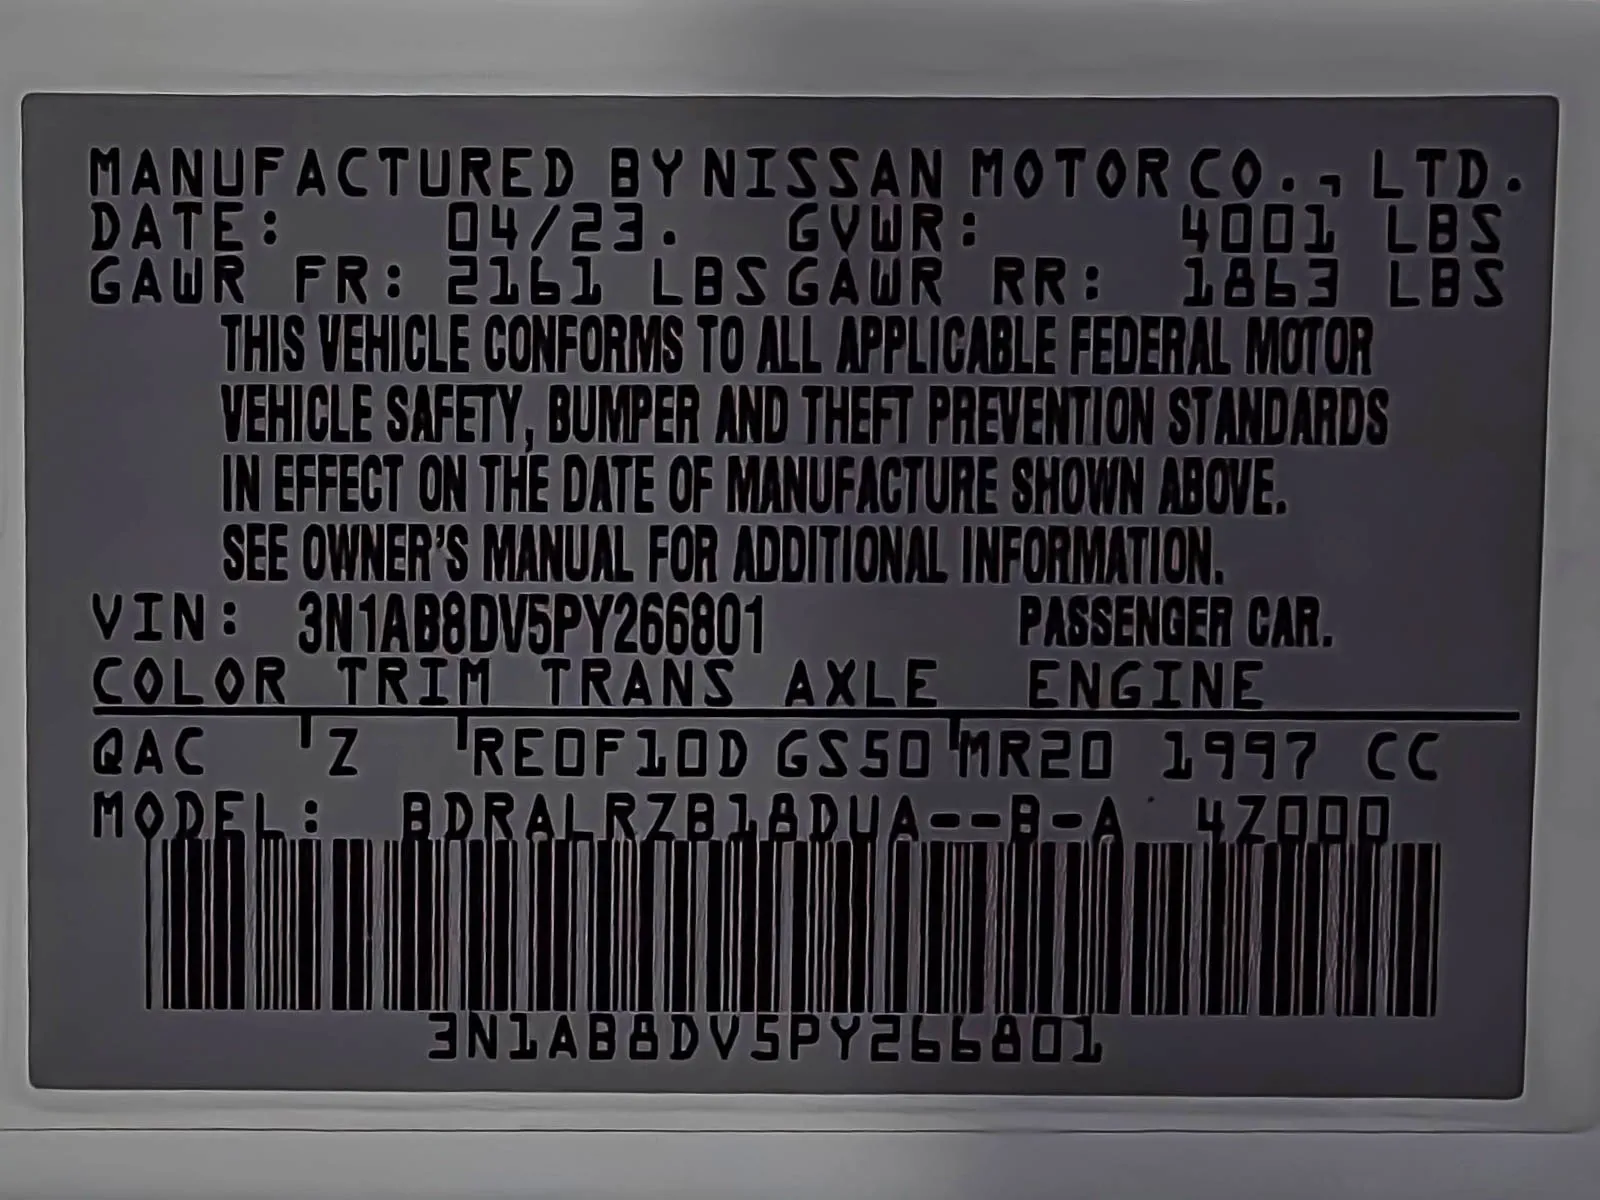 MANUFACTURED BY NISSAN MOTOR CO., LTD.
DATE: 04/23. GVWR: 4001 LBS
GAWR FR: 2161 LBS GAWR RR: 1863 LBS
THIS VEHICLE CONFORMS TO ALL APPLICABLE FEDERAL MOTOR
VEHICLE SAFETY, BUMPER AND THEFT PREVENTION STANDARDS
IN EFFECT ON THE DATE OF MANUFACTURE SHOWN ABOVE.
SEE OWNER'S MANUAL FOR ADDITIONAL INFORMATION.
VIN: 3N1AB8DV5PY266801 PASSENGER CAR.
COLOR TRIM TRANS AXLE ENGINE
QAC Z RE0F10D GS50 MR20 1997 CC
MODEL: BDRALRZB18DUA--B-A 4Z000
3N1AB8DV5PY266801